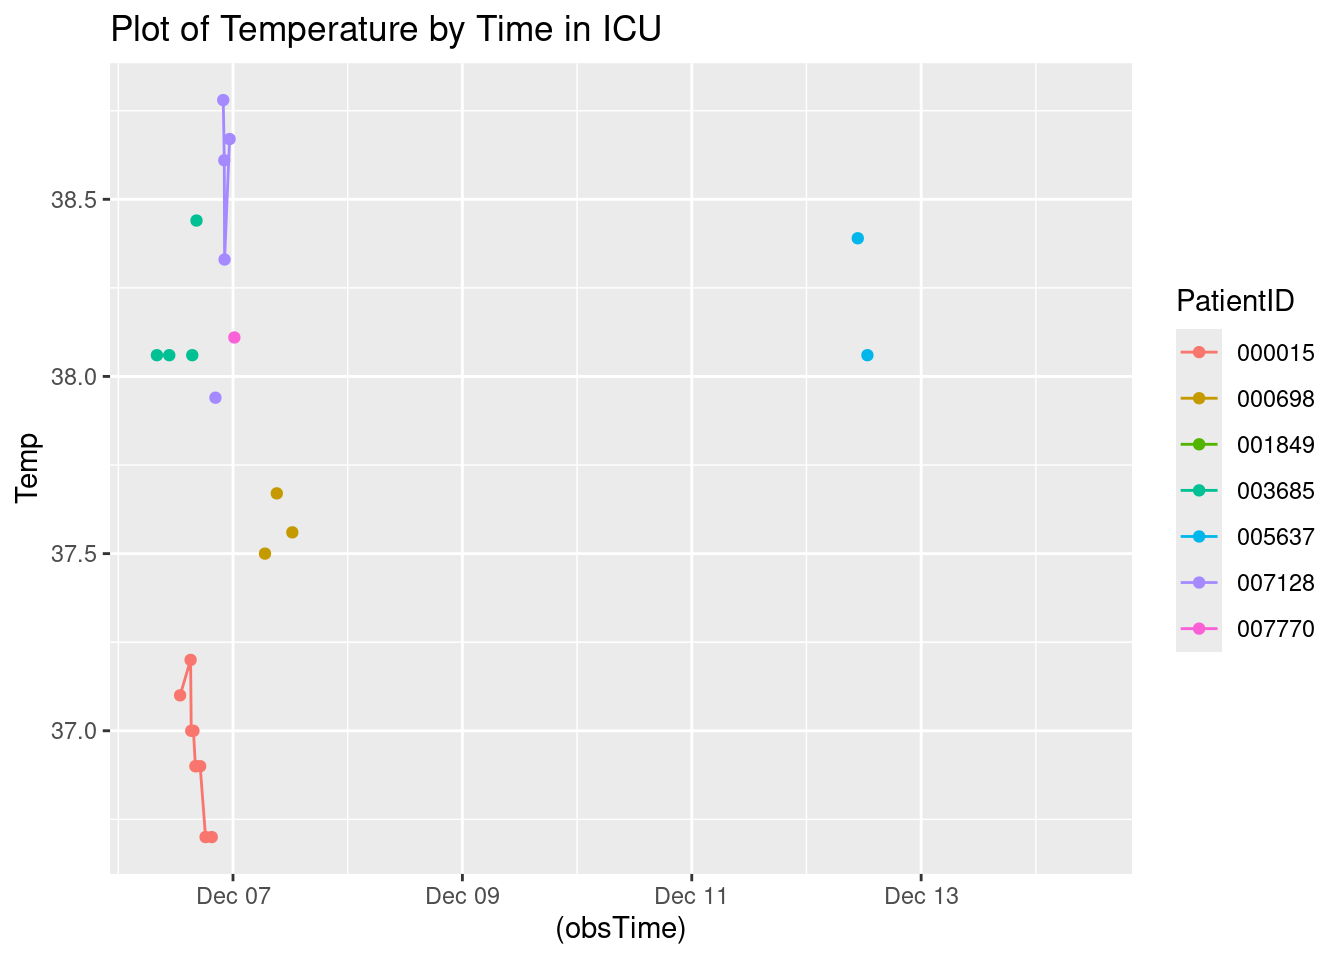 Plot of Temperature by Time in ICU
38.5
38.0
37.5
37.0
Temp
Dec 07
Dec 09
Dec 11
Dec 13
(obsTime)
PatientID
000015
000698
001849
003685
005637
007128
007770